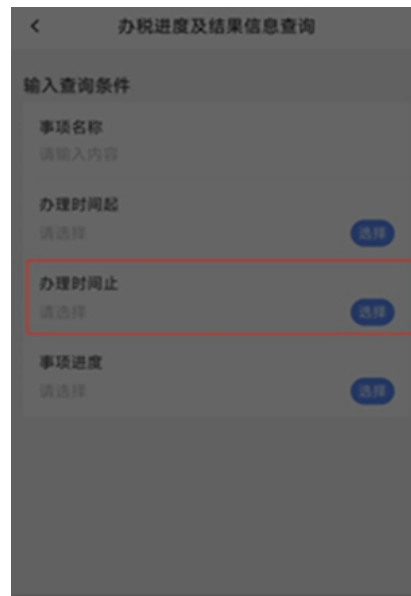 办税进度及结果信息查询
输入查询条件
事项名称
请输入内容
办理时间起
请选择 选择
办理时间止
请选择 选择
事项进度
请选择 选择